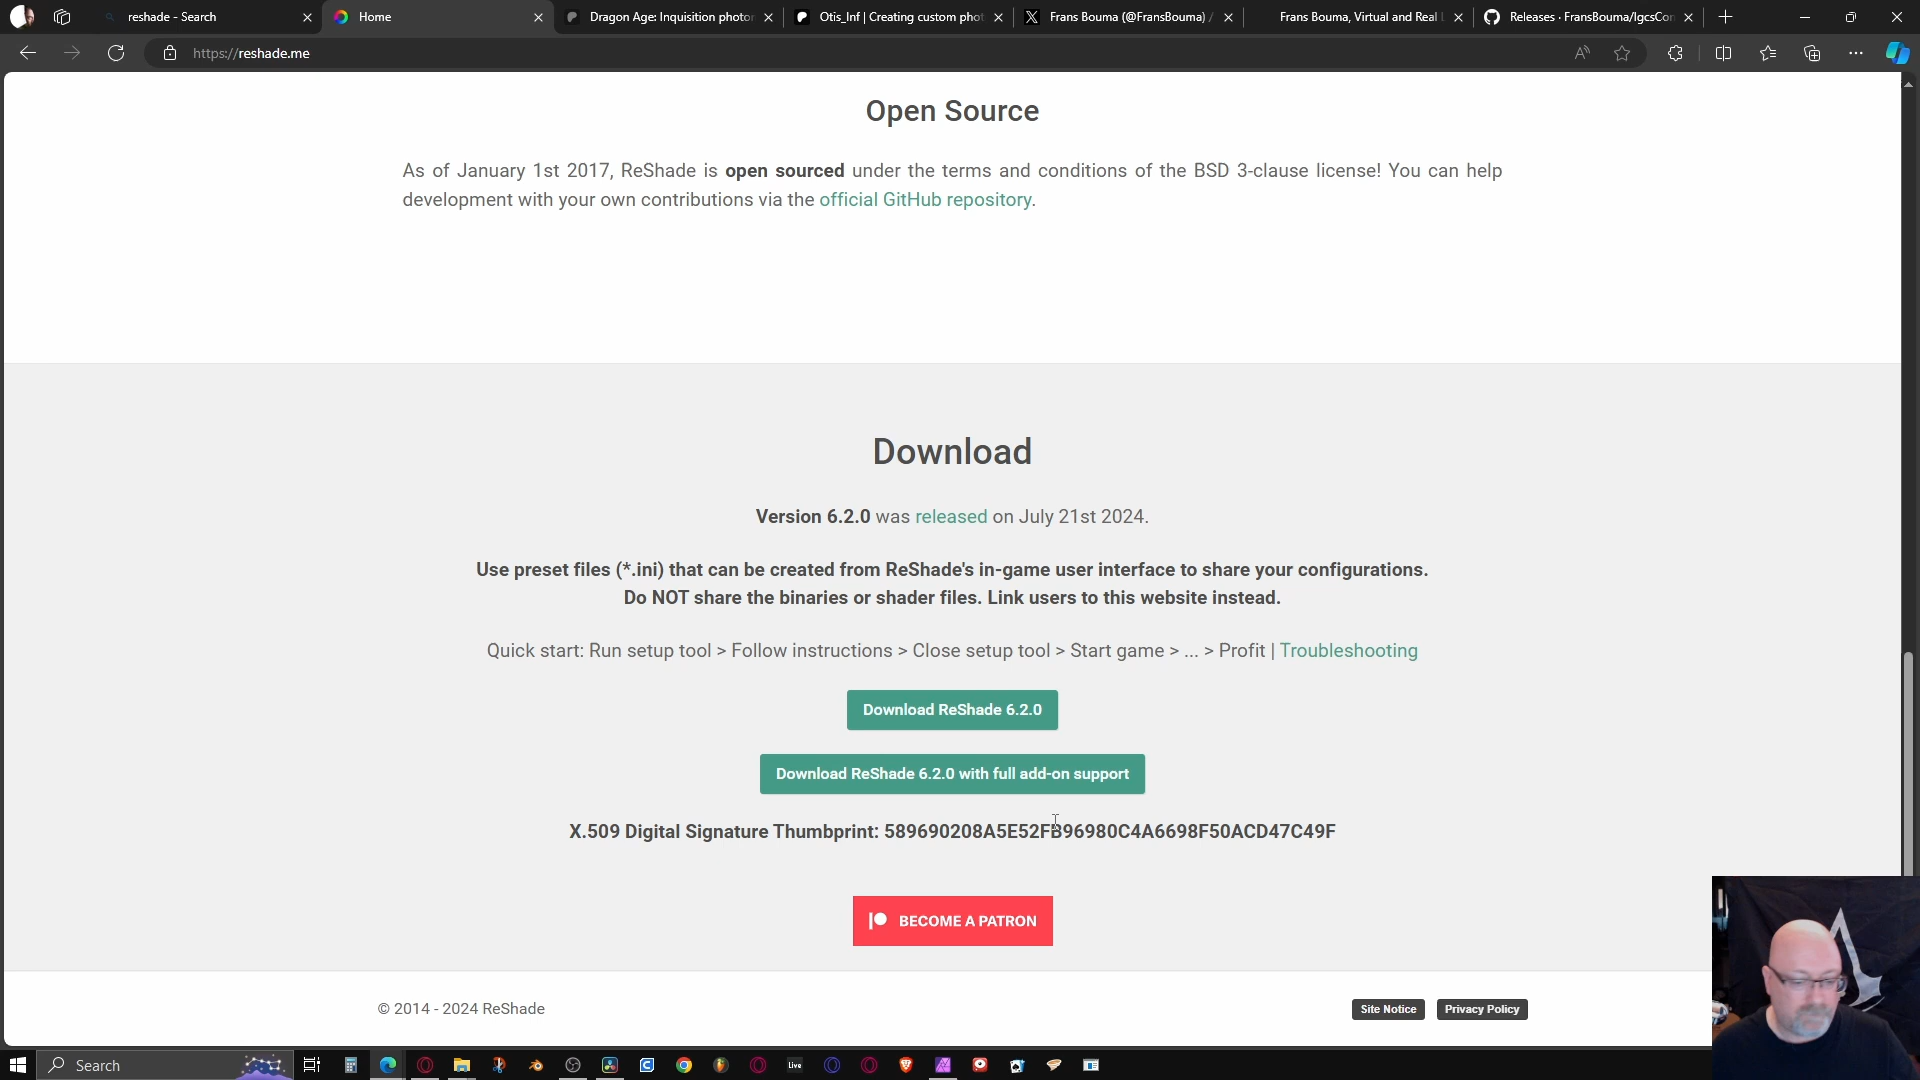 reshade - Search
Home
Dragon Age: Inquisition photor
Otis_Inf | Creating custom phot
Frans Bouma (@FransBouma) /
Frans Bouma, Virtual and Real L
Releases · FransBouma/IgcsCon
https://reshade.me
Open Source
As of January 1st 2017, ReShade is open sourced under the terms and conditions of the BSD 3-clause license! You can help
development with your own contributions via the official GitHub repository.
Download
Version 6.2.0 was released on July 21st 2024.
Use preset files (*.ini) that can be created from ReShade's in-game user interface to share your configurations.
Do NOT share the binaries or shader files. Link users to this website instead.
Quick start: Run setup tool > Follow instructions > Close setup tool > Start game > ... > Profit | Troubleshooting
Download ReShade 6.2.0
Download ReShade 6.2.0 with full add-on support
X.509 Digital Signature Thumbprint: 589690208A5E52FB96980C4A6698F50ACD47C49F
BECOME A PATRON
© 2014 - 2024 ReShade
Site Notice
Privacy Policy
Search
Live